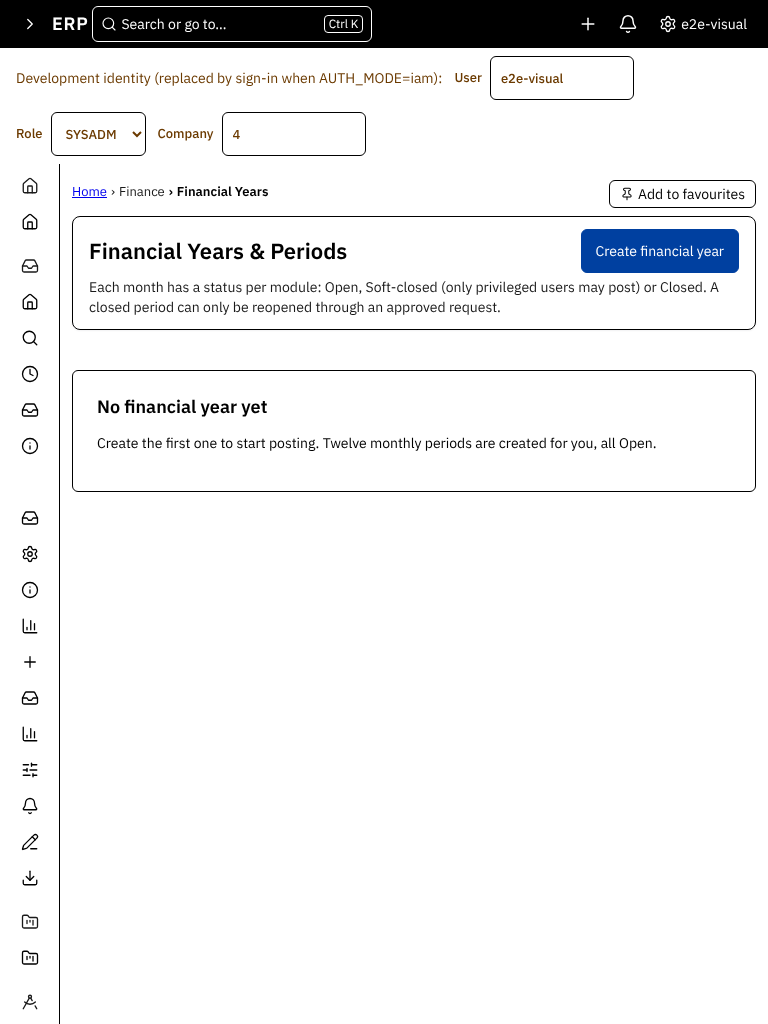 ERP
Search or go to...
Ctrl K
e2e-visual
Development identity (replaced by sign-in when AUTH_MODE=iam):
User
e2e-visual
Role
SYSADM
Company
4
Home › Finance › Financial Years
Add to favourites
Financial Years & Periods
Create financial year
Each month has a status per module: Open, Soft-closed (only privileged users may post) or Closed. A
closed period can only be reopened through an approved request.
No financial year yet
Create the first one to start posting. Twelve monthly periods are created for you, all Open.